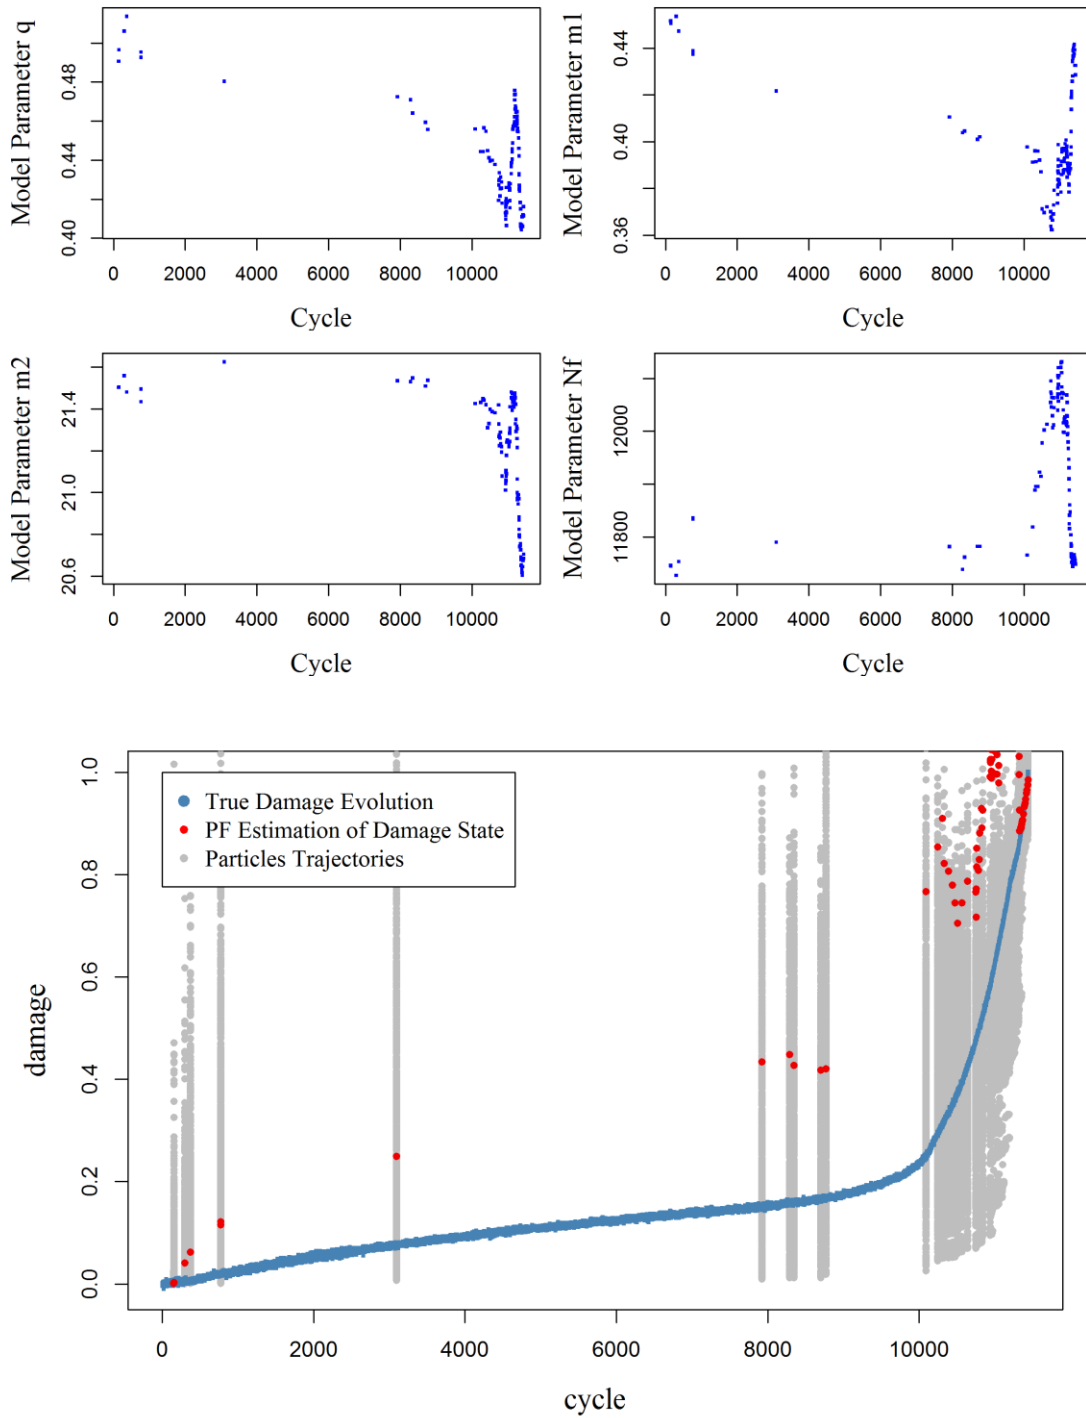 Model Parameter q
0.40 0.44 0.48
0 2000 4000 6000 8000 10000
Cycle
Model Parameter m1
0.36 0.40 0.44
0 2000 4000 6000 8000 10000
Cycle
Model Parameter m2
20.6 21.0 21.4
0 2000 4000 6000 8000 10000
Cycle
Model Parameter Nf
11800 12000
0 2000 4000 6000 8000 10000
Cycle
damage
0.0 0.2 0.4 0.6 0.8 1.0
True Damage Evolution
PF Estimation of Damage State
Particles Trajectories
0 2000 4000 6000 8000 10000
cycle